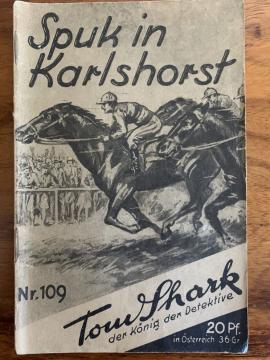 Spuk in
Karlshorst
Nr. 109
Tom Shark
der König der Detektive
20 Pf.
in Österreich 36 Gr